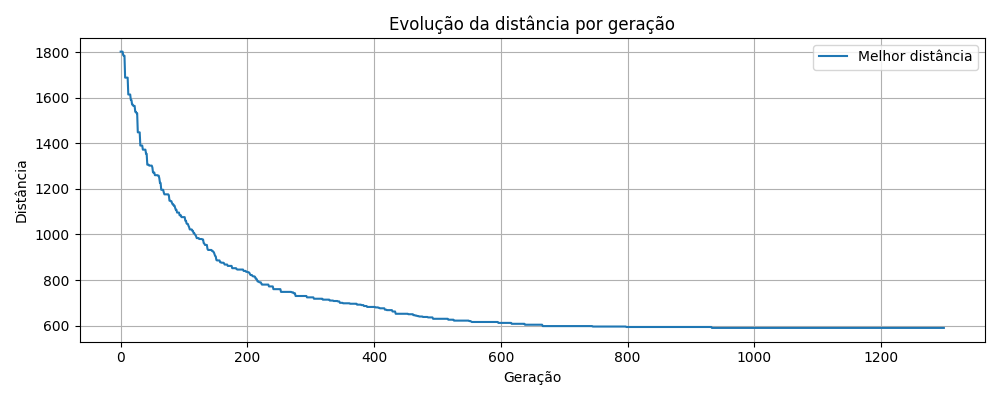 Evolução da distância por geração
Melhor distância
Distância
1800
1600
1400
1200
1000
800
600
0 200 400 600 800 1000 1200
Geração